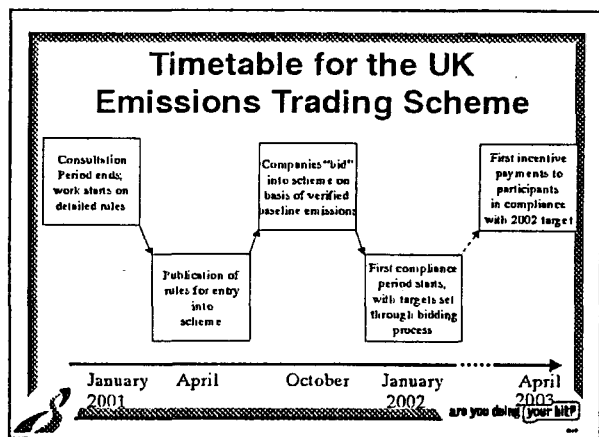 Timetable for the UK
Emissions Trading Scheme
Consultation
Period ends;
work starts on
detailed rules
Publication of
rules for entry
into
scheme
Companies "bid"
into scheme on
basis of verified
baseline emissions
First compliance
period starts,
with targets set
through bidding
process
First incentive
payments to
participants
in compliance
with 2002 target
January
2001
April
October
January
2002
April
2003
are you doing your bit?